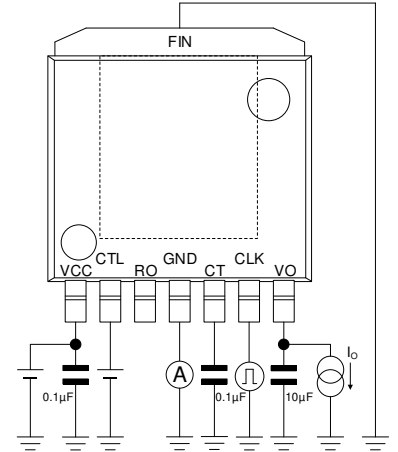 FIN
VCC
CTL
RO
GND
CT
CLK
VO
0.1μF
A
0.1μF
10μF
IO